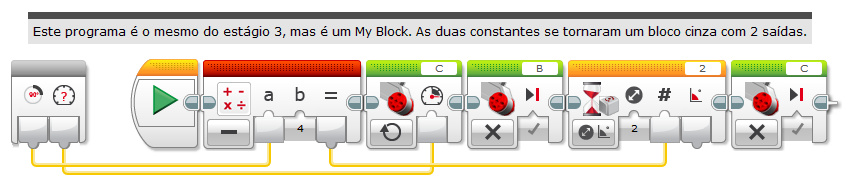 Este programa é o mesmo do estágio 3, mas é um My Block. As duas constantes se tornaram um bloco cinza com 2 saídas.
C B 2 C
90° ? a b = #
4 2